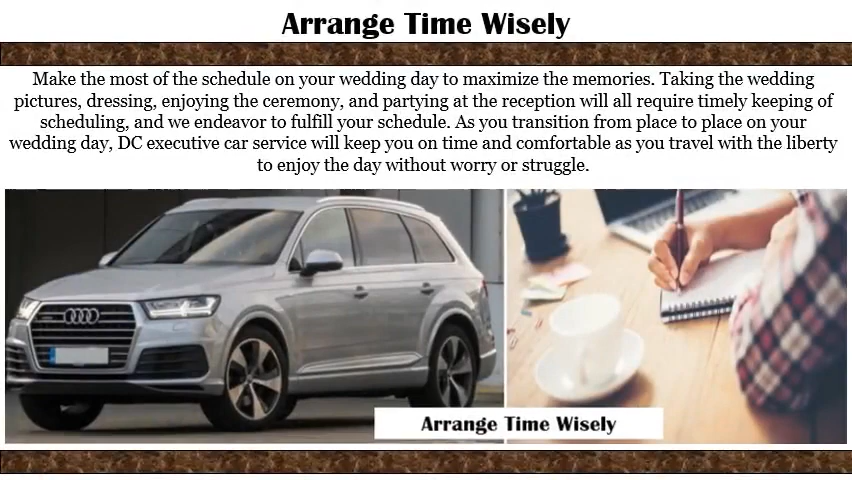 Arrange Time Wisely
Make the most of the schedule on your wedding day to maximize the memories. Taking the wedding
pictures, dressing, enjoying the ceremony, and partying at the reception will all require timely keeping of
scheduling, and we endeavor to fulfill your schedule. As you transition from place to place on your
wedding day, DC executive car service will keep you on time and comfortable as you travel with the liberty
to enjoy the day without worry or struggle.
Arrange Time Wisely